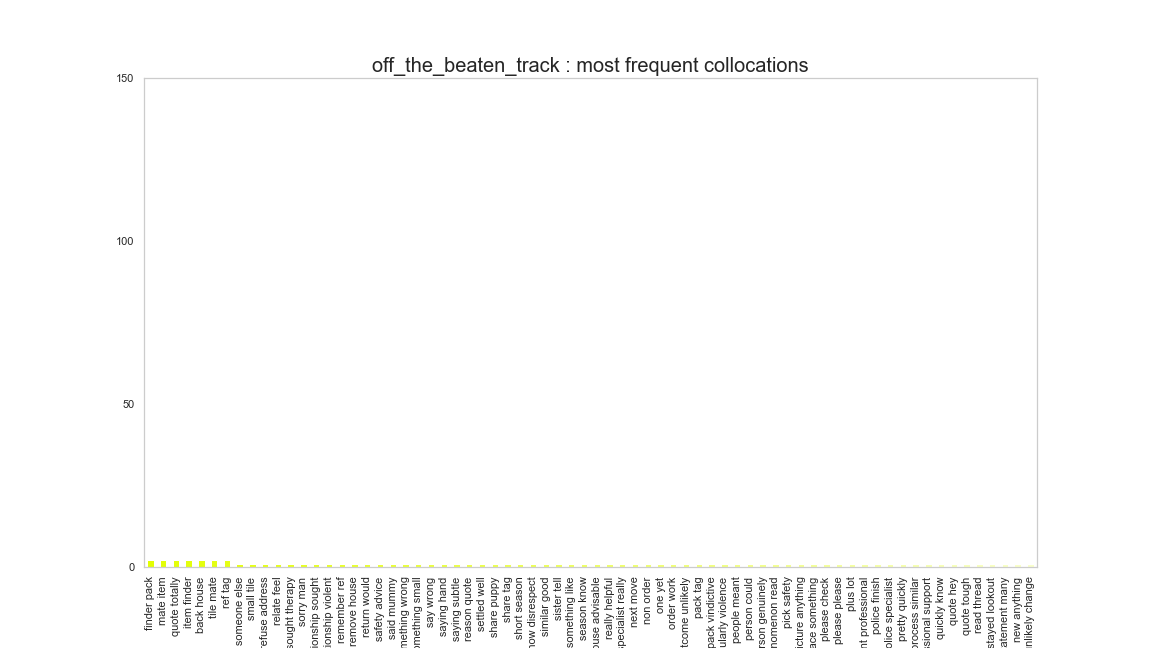 off_the_beaten_track : most frequent collocations
150
100
50
0
finder pack
mate item
quote totally
item finder
back house
tile mate
ref tag
someone else
small tile
refuse address
relate feel
sought therapy
sorry man
ionship sought
ionship violent
remember ref
remove house
return would
safety advice
said mummy
mething wrong
mething small
say wrong
saying hand
saying subtle
reason quote
settled well
share puppy
share tag
short season
how disrespect
similar good
sister tell
something like
season know
ouse advisable
really helpful
specialist really
next move
non order
one yet
order work
tcome unlikely
pack tag
pack vindictive
ularly violence
people meant
person could
rson genuinely
nomenon read
pick safety
icture anything
ace something
please check
please please
plus lot
nt professional
police finish
olice specialist
pretty quickly
process similar
ssional support
quickly know
quote hey
quote tough
read thread
stayed lookout
atement many
new anything
nlikely change